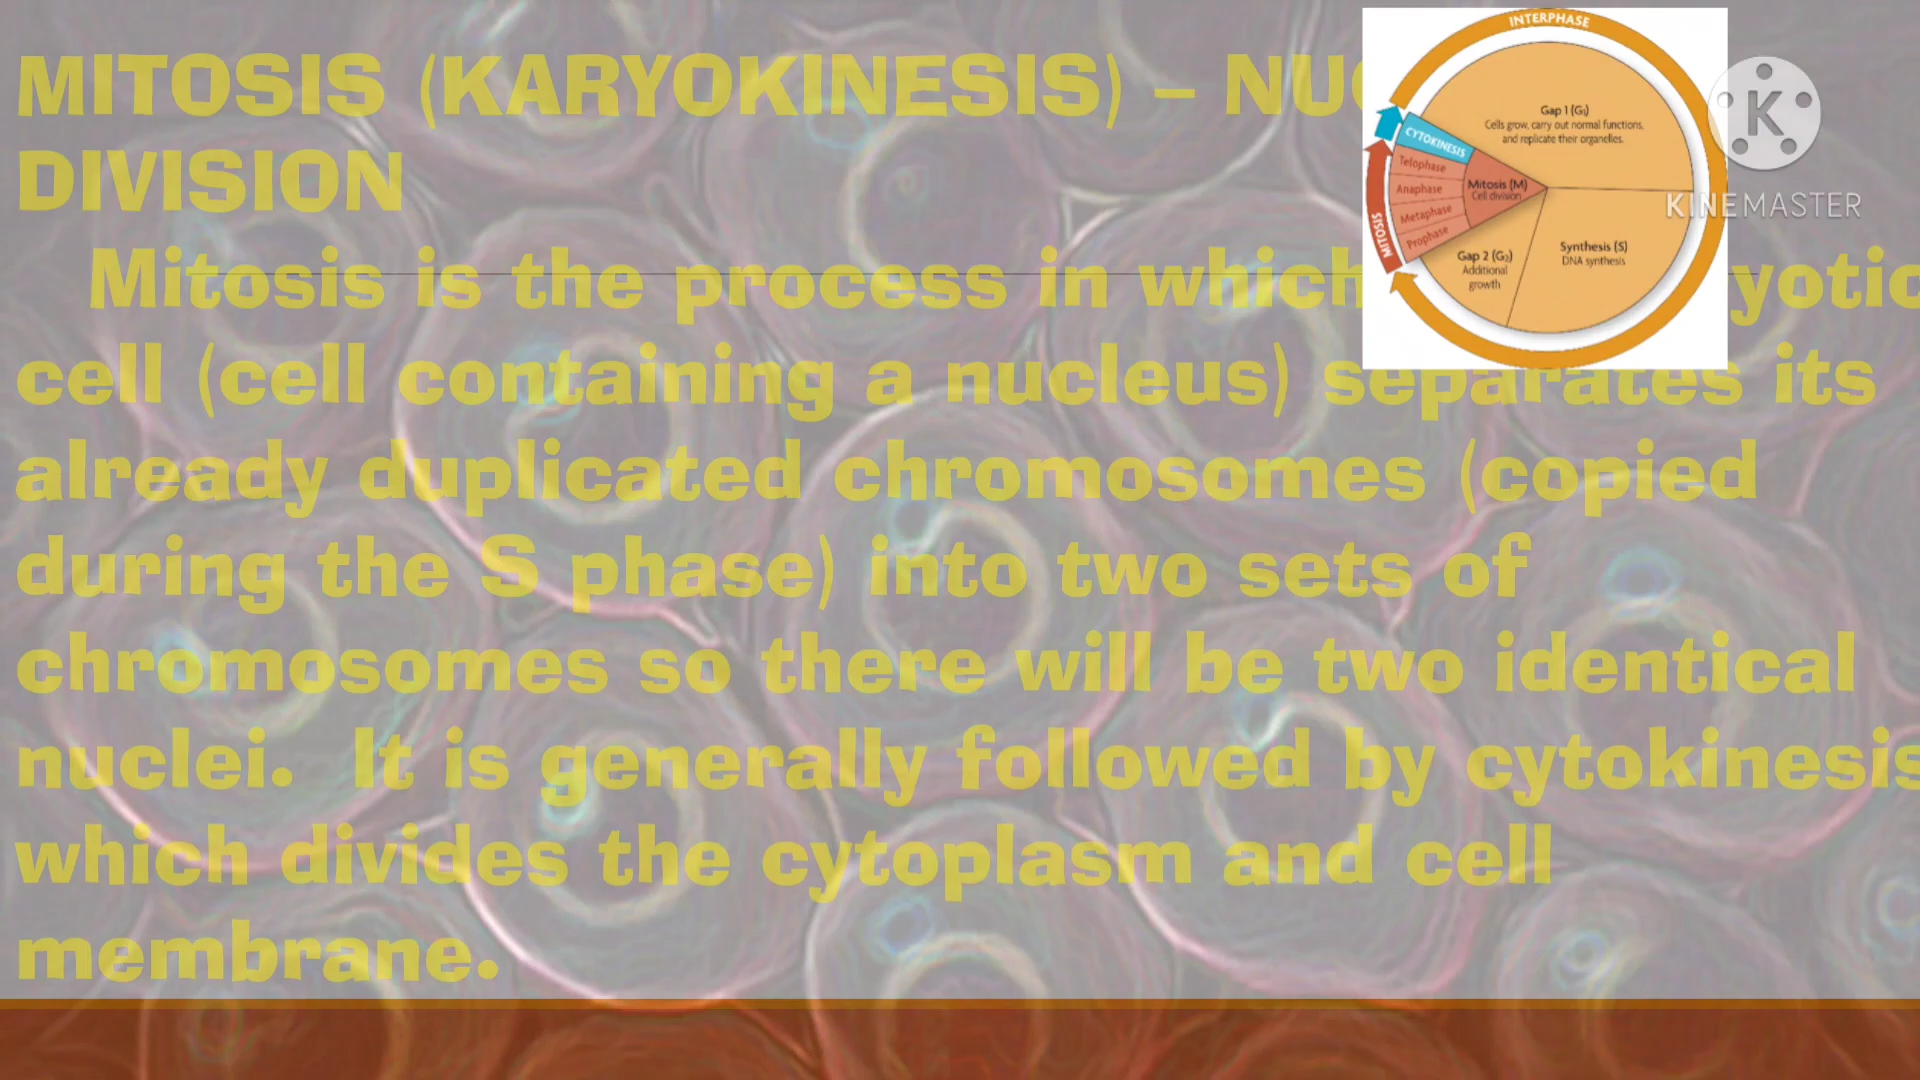 MITOSIS (KARYOKINESIS) – NUC
DIVISION
Mitosis is the process in which yotic
cell (cell containing a nucleus) separates its
already duplicated chromosomes (copied
during the S phase) into two sets of
chromosomes so there will be two identical
nuclei. It is generally followed by cytokinesis
which divides the cytoplasm and cell
membrane.
INTERPHASE
Gap 1 (G₁)
Cells grow, carry out normal functions,
and replicate their organelles.
CYTOKINESIS
Telophase
Anaphase
Metaphase
Prophase
Mitosis (M)
Cell division
MITOSIS
Gap 2 (G₂)
Additional
growth
Synthesis (S)
DNA synthesis
K
KINEMASTER